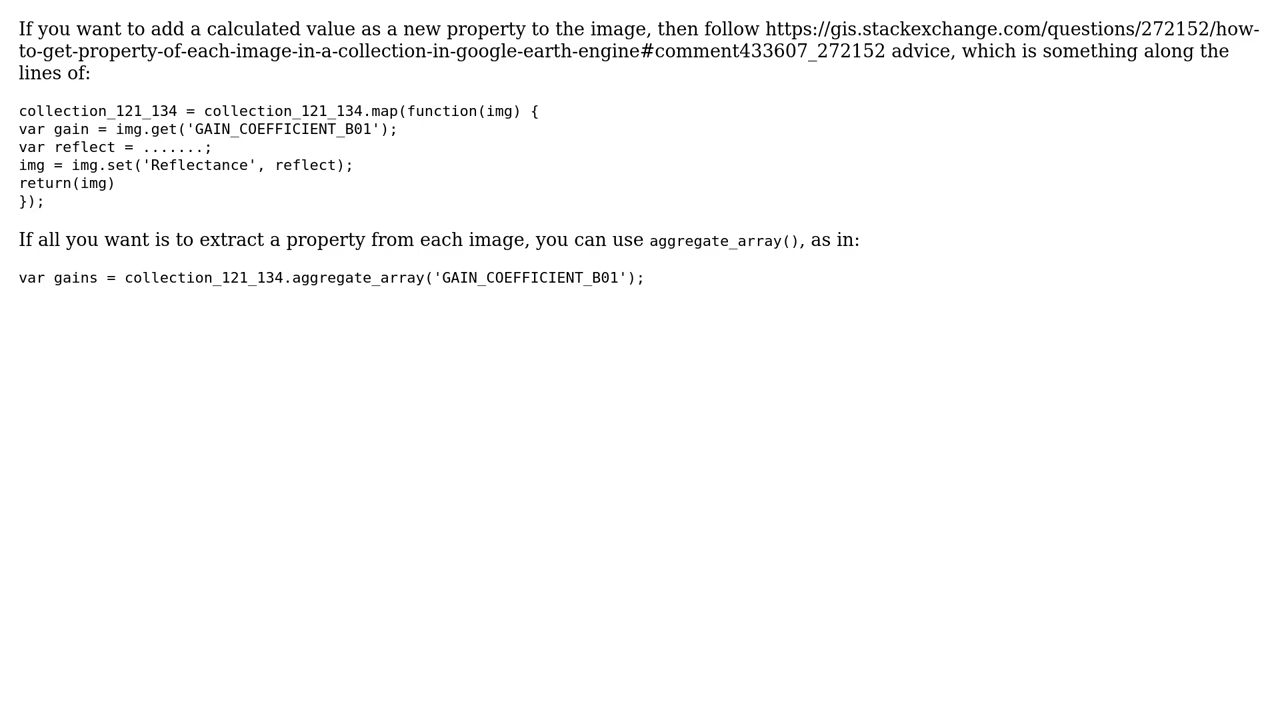 If you want to add a calculated value as a new property to the image, then follow https://gis.stackexchange.com/questions/272152/how-
to-get-property-of-each-image-in-a-collection-in-google-earth-engine#comment433607_272152 advice, which is something along the
lines of:
collection_121_134 = collection_121_134.map(function(img) {
var gain = img.get('GAIN_COEFFICIENT_B01');
var reflect = .......;
img = img.set('Reflectance', reflect);
return(img)
});
If all you want is to extract a property from each image, you can use aggregate_array(), as in:
var gains = collection_121_134.aggregate_array('GAIN_COEFFICIENT_B01');